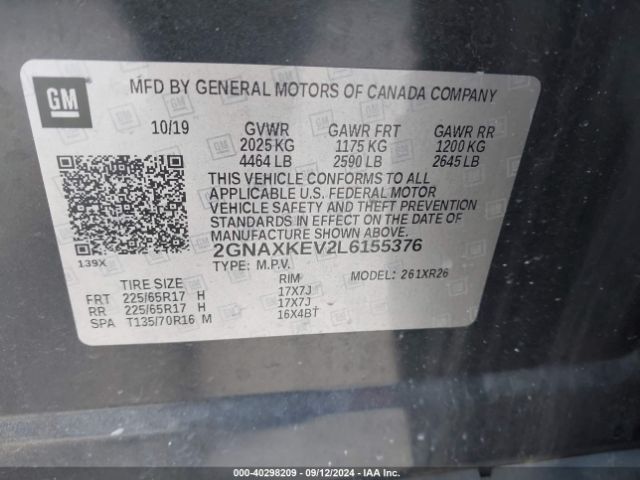 GM
MFD BY GENERAL MOTORS OF CANADA COMPANY
10/19 GVWR GAWR FRT GAWR RR
2025 KG 1175 KG 1200 KG
4464 LB 2590 LB 2645 LB
THIS VEHICLE CONFORMS TO ALL
APPLICABLE U.S. FEDERAL MOTOR
VEHICLE SAFETY AND THEFT PREVENTION
STANDARDS IN EFFECT ON THE DATE OF
MANUFACTURE SHOWN ABOVE.
2GNAXKEV2L6155376
139X
TYPE: M.P.V. MODEL: 261XR26
TIRE SIZE RIM
FRT 225/65R17 H 17X7J
RR 225/65R17 H 17X7J
SPA T135/70R16 M 16X4BT
000-40298209 - 09/12/2024 - IAA Inc.